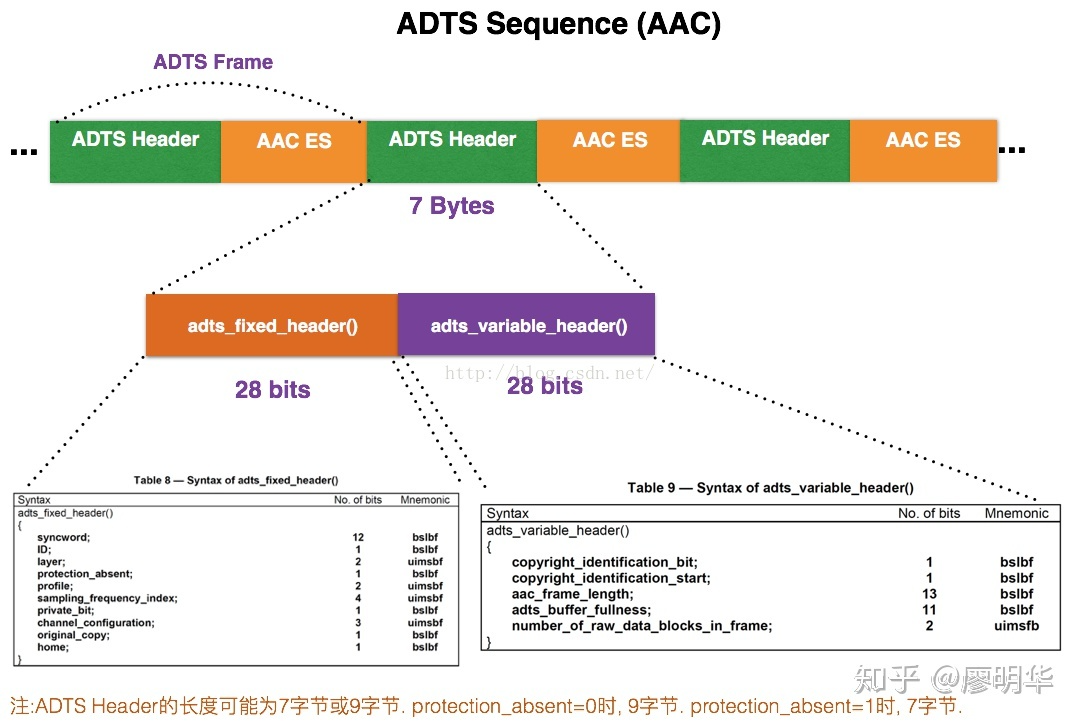 ADTS Sequence (AAC)
ADTS Frame
... ADTS Header AAC ES ADTS Header AAC ES ADTS Header AAC ES ...
7 Bytes
adts_fixed_header() adts_variable_header()
http://blog.csdn.net/
28 bits 28 bits
Table 8 — Syntax of adts_fixed_header()
Syntax No. of bits Mnemonic
adts_fixed_header()
{
syncword; 12 bslbf
ID; 1 bslbf
layer; 2 uimsbf
protection_absent; 1 bslbf
profile; 2 uimsbf
sampling_frequency_index; 4 uimsbf
private_bit; 1 bslbf
channel_configuration; 3 uimsbf
original_copy; 1 bslbf
home; 1 bslbf
}
Table 9 — Syntax of adts_variable_header()
Syntax No. of bits Mnemonic
adts_variable_header()
{
copyright_identification_bit; 1 bslbf
copyright_identification_start; 1 bslbf
aac_frame_length; 13 bslbf
adts_buffer_fullness; 11 bslbf
number_of_raw_data_blocks_in_frame; 2 uimsfb
}
知乎 @廖明华
注:ADTS Header的长度可能为7字节或9字节. protection_absent=0时, 9字节. protection_absent=1时, 7字节.